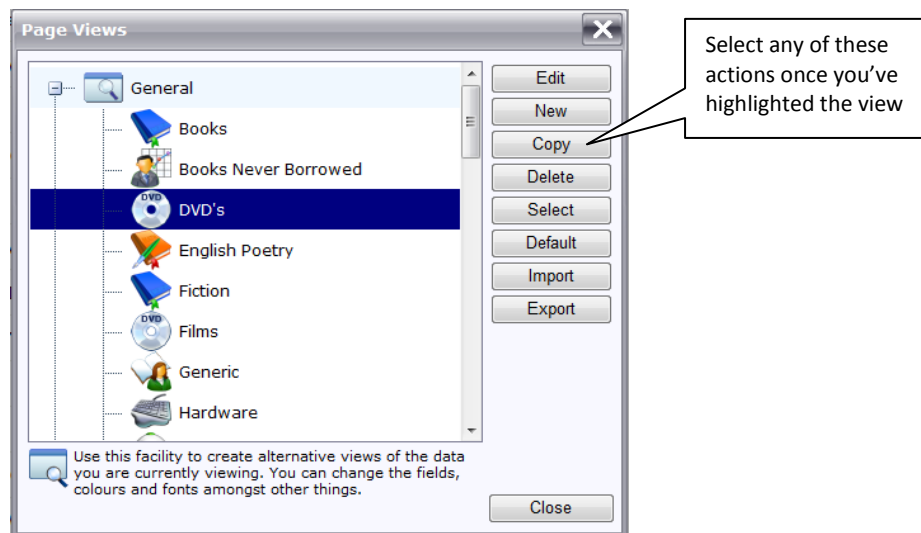 Page Views
General
Books
Books Never Borrowed
DVD
DVD's
English Poetry
Fiction
DVD
Films
Generic
Hardware
Edit
New
Copy
Delete
Select
Default
Import
Export
Use this facility to create alternative views of the data
you are currently viewing. You can change the fields,
colours and fonts amongst other things.
Close
Select any of these
actions once you've
highlighted the view